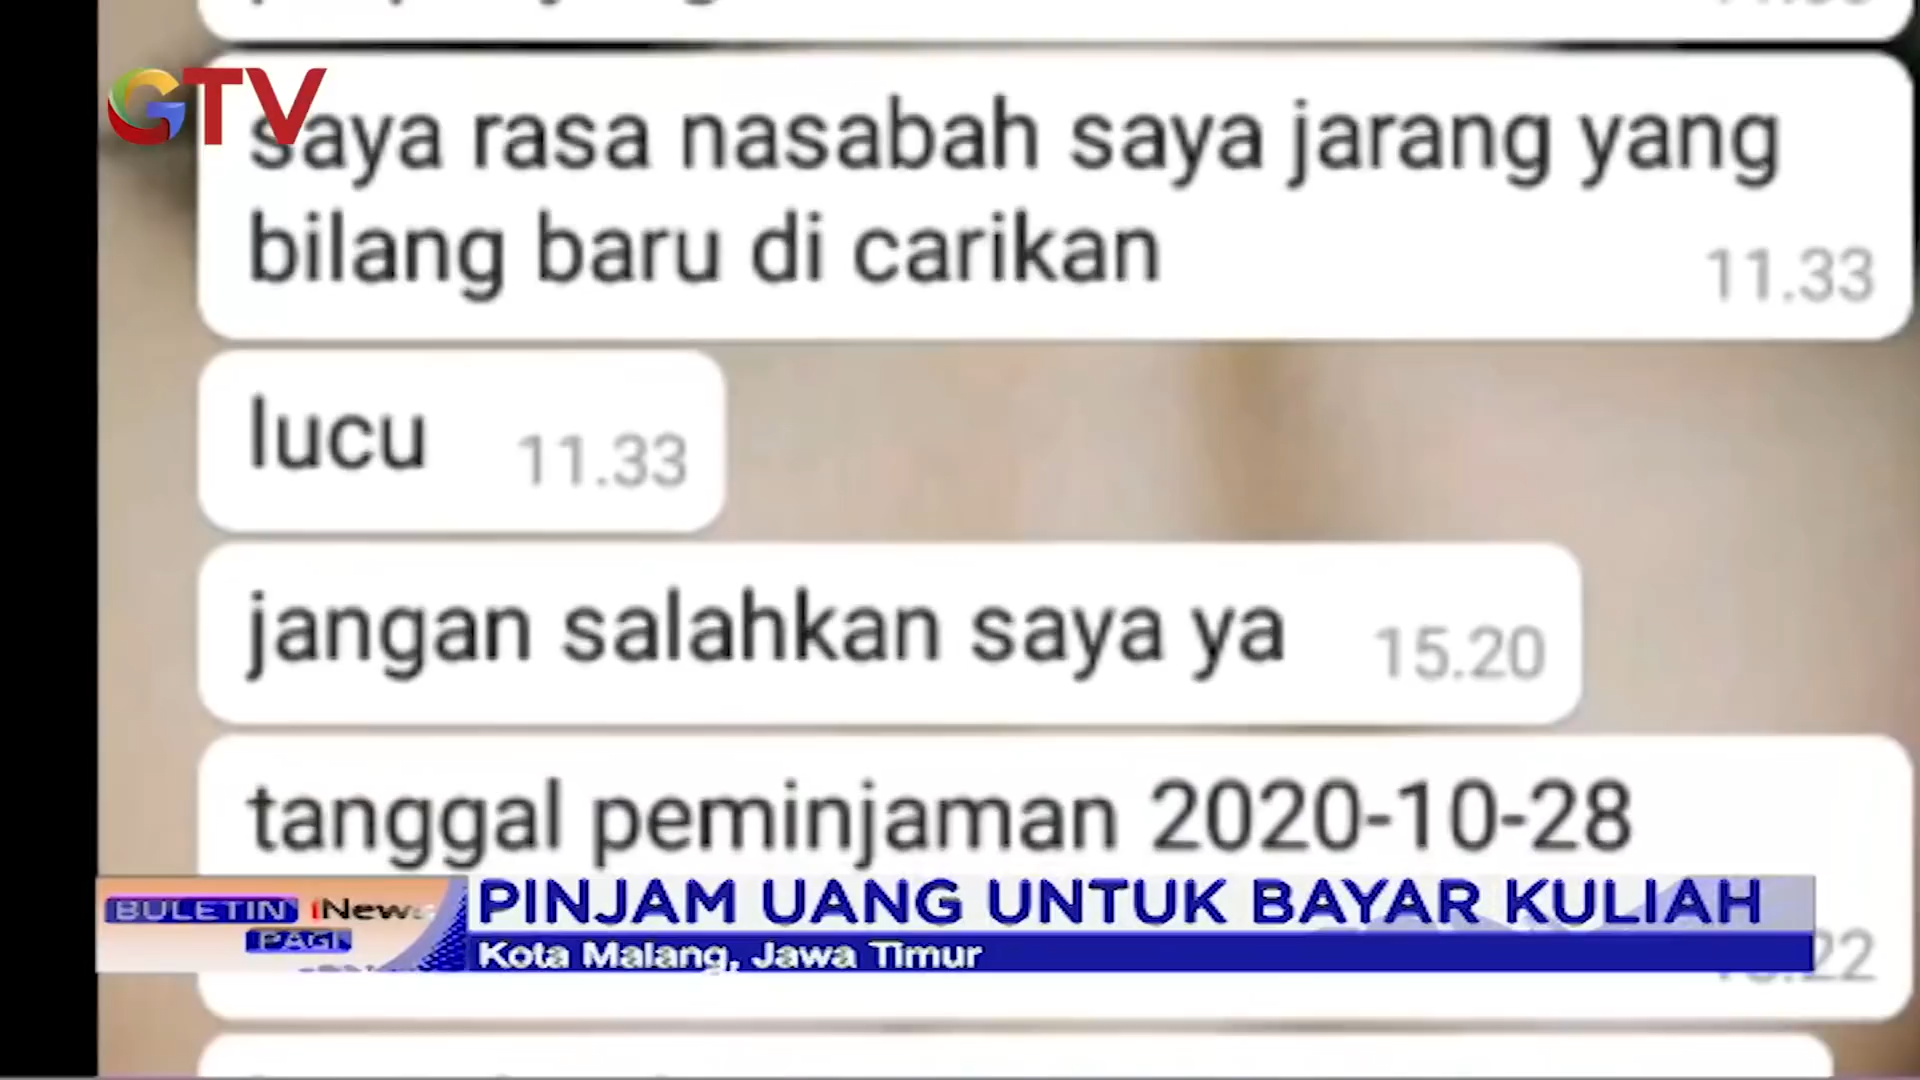 GTV
saya rasa nasabah saya jarang yang
bilang baru di carikan
11.33
lucu 11.33
jangan salahkan saya ya 15.20
tanggal peminjaman 2020-10-28
BULETIN iNews
PAGI
PINJAM UANG UNTUK BAYAR KULIAH
Kota Malang, Jawa Timur